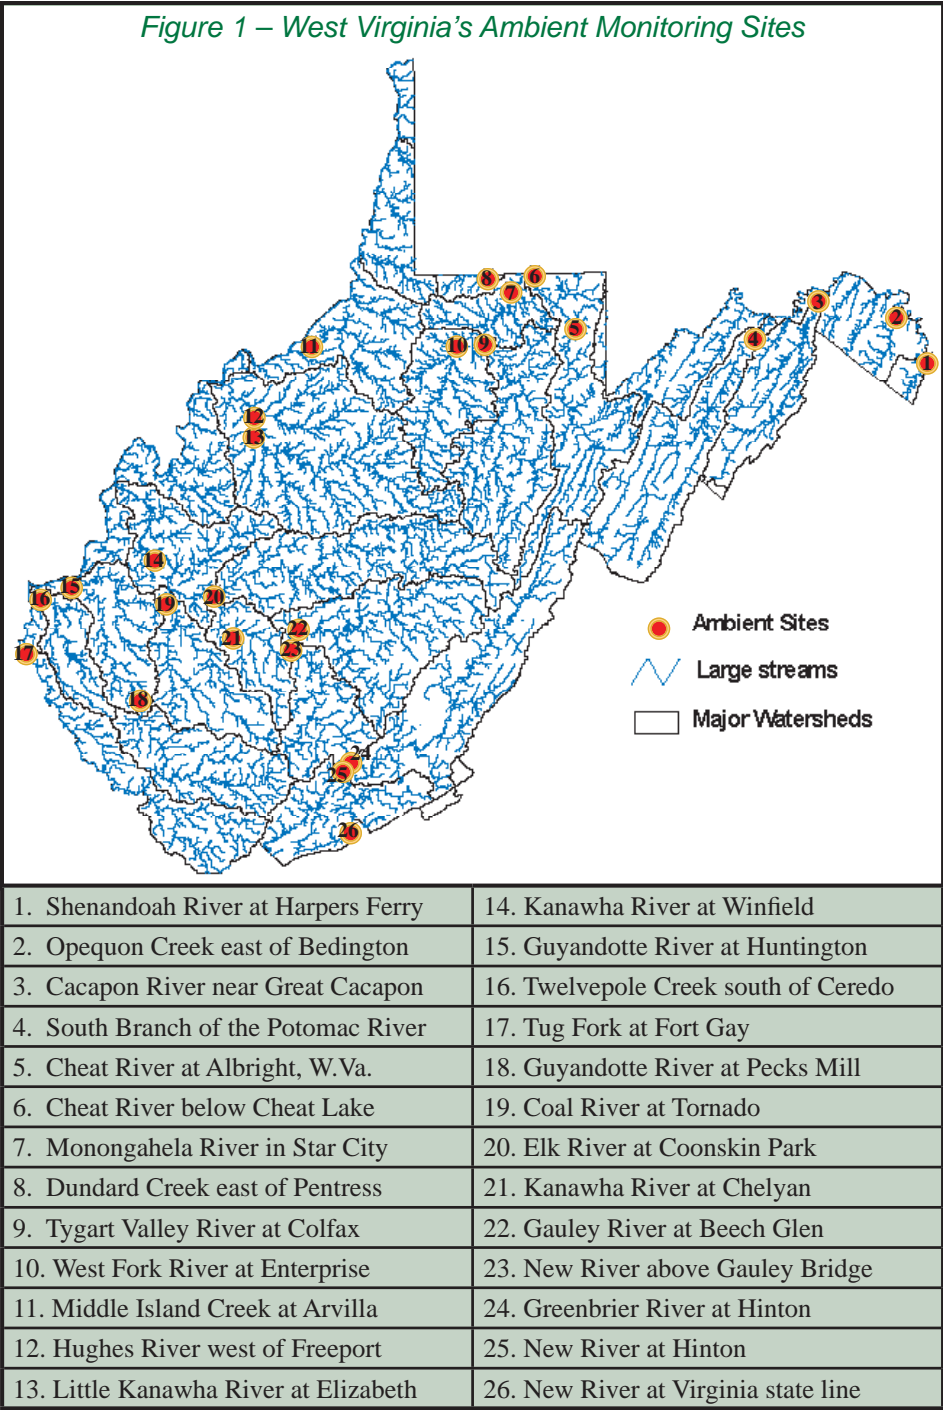 Figure 1 – West Virginia's Ambient Monitoring Sites
8
6
7
3
2
5
4
11
10
9
1
12
13
14
15
16
19
20
22
21
23
17
18
24
25
26
Ambient Sites
Large streams
Major Watersheds
1. Shenandoah River at Harpers Ferry
2. Opequon Creek east of Bedington
3. Cacapon River near Great Cacapon
4. South Branch of the Potomac River
5. Cheat River at Albright, W.Va.
6. Cheat River below Cheat Lake
7. Monongahela River in Star City
8. Dundard Creek east of Pentress
9. Tygart Valley River at Colfax
10. West Fork River at Enterprise
11. Middle Island Creek at Arvilla
12. Hughes River west of Freeport
13. Little Kanawha River at Elizabeth
14. Kanawha River at Winfield
15. Guyandotte River at Huntington
16. Twelvepole Creek south of Ceredo
17. Tug Fork at Fort Gay
18. Guyandotte River at Pecks Mill
19. Coal River at Tornado
20. Elk River at Coonskin Park
21. Kanawha River at Chelyan
22. Gauley River at Beech Glen
23. New River above Gauley Bridge
24. Greenbrier River at Hinton
25. New River at Hinton
26. New River at Virginia state line